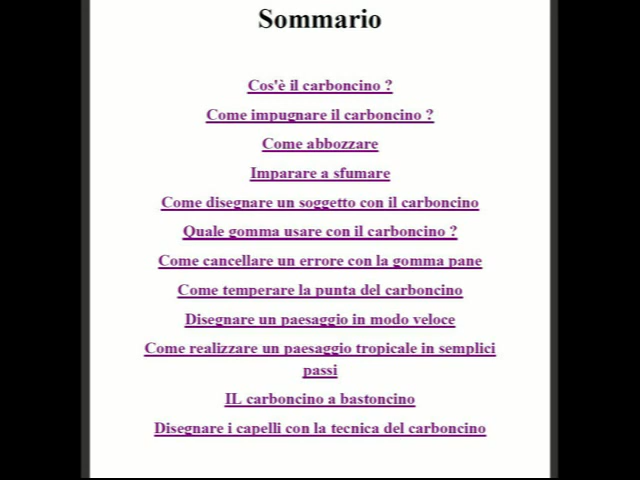 Sommario
Cos'è il carboncino ?
Come impugnare il carboncino ?
Come abbozzare
Imparare a sfumare
Come disegnare un soggetto con il carboncino
Quale gomma usare con il carboncino ?
Come cancellare un errore con la gomma pane
Come temperare la punta del carboncino
Disegnare un paesaggio in modo veloce
Come realizzare un paesaggio tropicale in semplici
passi
IL carboncino a bastoncino
Disegnare i capelli con la tecnica del carboncino